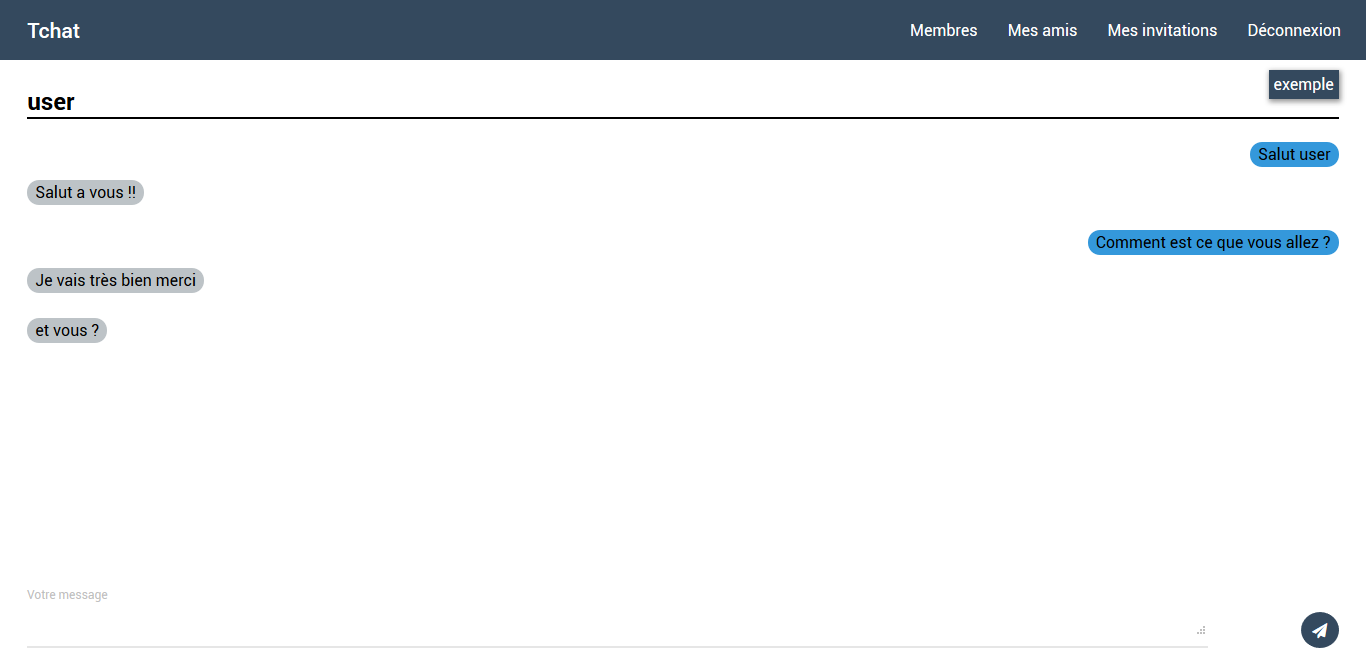 Tchat
Membres
Mes amis
Mes invitations
Déconnexion
exemple
user
Salut user
Salut a vous !!
Comment est ce que vous allez ?
Je vais très bien merci
et vous ?
Votre message